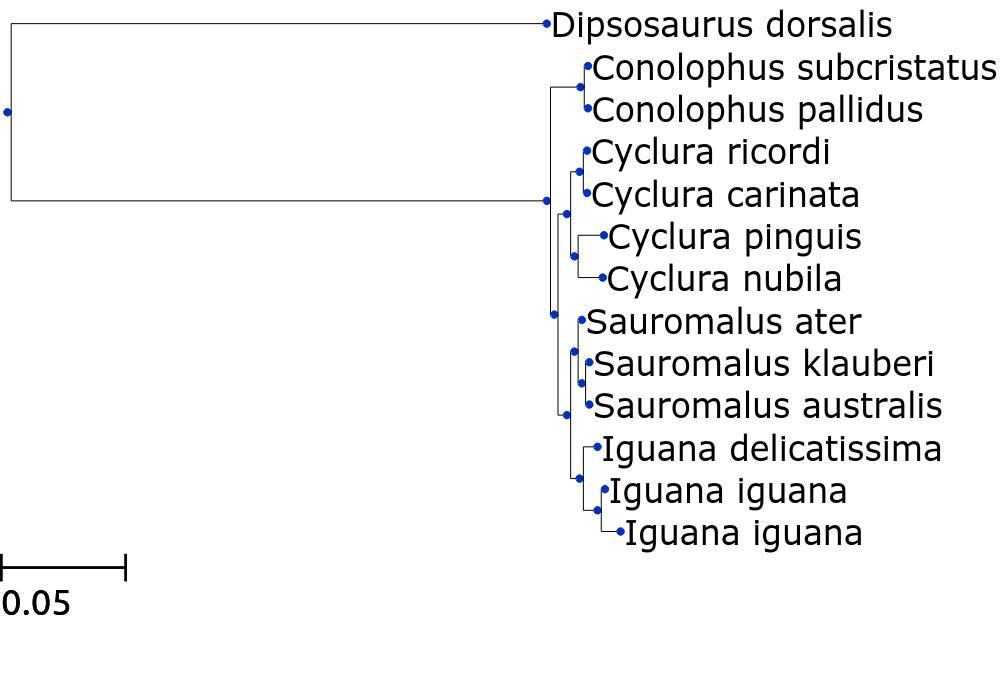 Dipsosaurus dorsalis
Conolophus subcristatus
Conolophus pallidus
Cyclura ricordi
Cyclura carinata
Cyclura pinguis
Cyclura nubila
Sauromalus ater
Sauromalus klauberi
Sauromalus australis
Iguana delicatissima
Iguana iguana
Iguana iguana
0.05